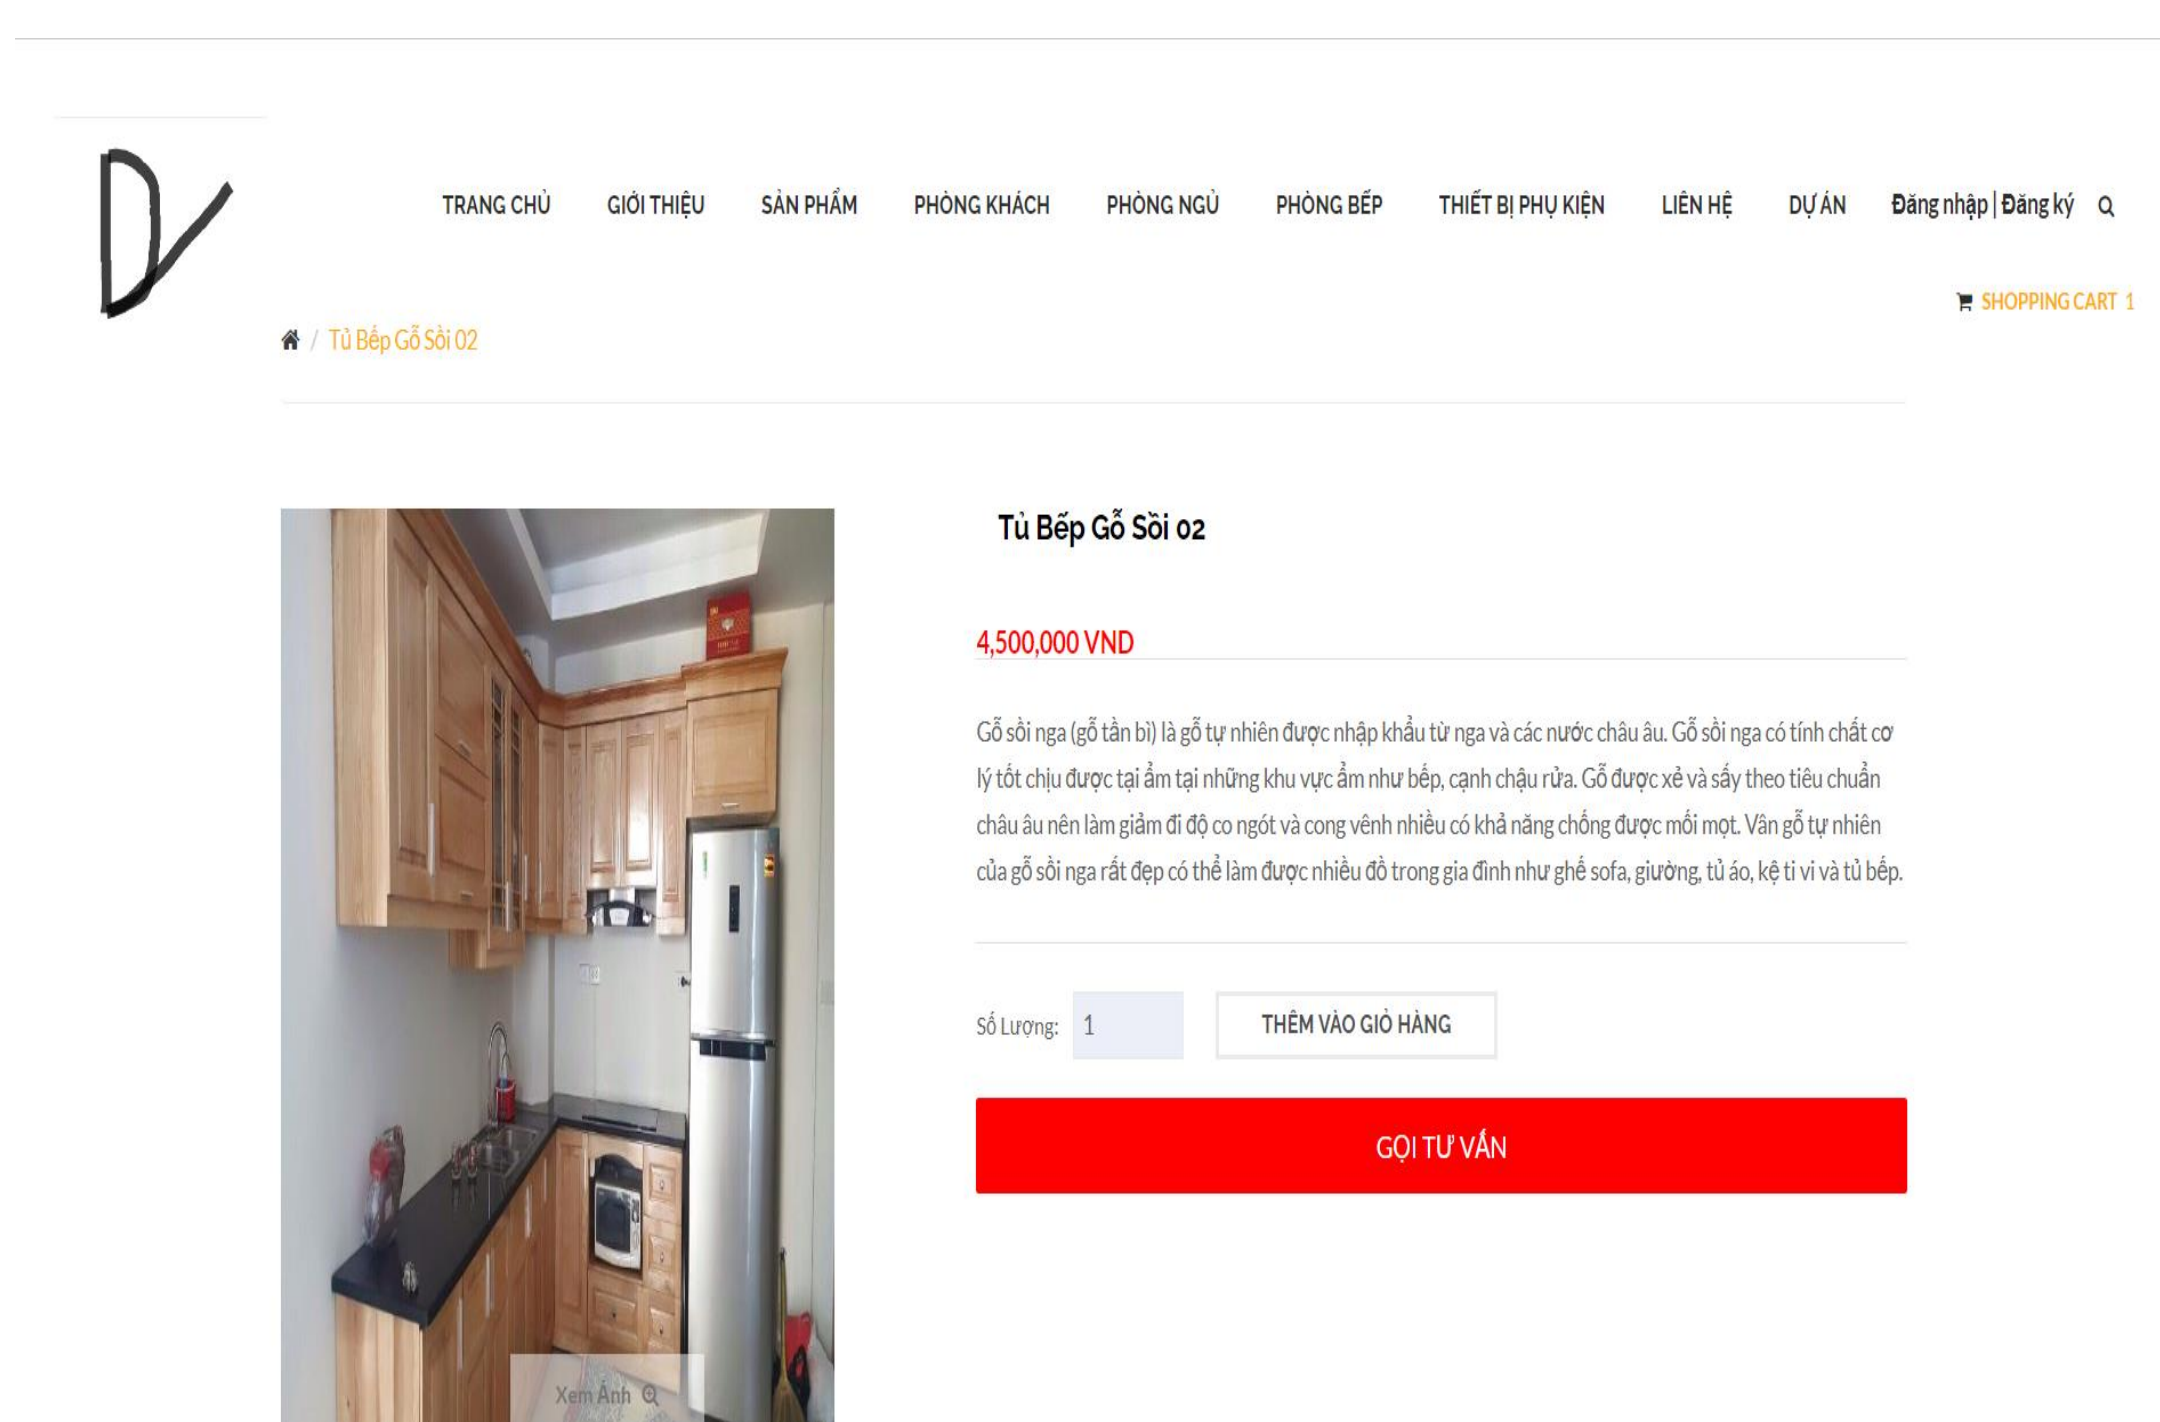 DV
TRANG CHỦ GIỚI THIỆU SẢN PHẨM PHÒNG KHÁCH PHÒNG NGỦ PHÒNG BẾP THIẾT BỊ PHỤ KIỆN LIÊN HỆ DỰ ÁN Đăng nhập | Đăng ký
SHOPPING CART 1
/ Tủ Bếp Gỗ Sồi 02
Tủ Bếp Gỗ Sồi 02
4,500,000 VND
Gỗ sồi nga (gỗ tần bì) là gỗ tự nhiên được nhập khẩu từ nga và các nước châu âu. Gỗ sồi nga có tính chất cơ
lý tốt chịu được tại ẩm tại những khu vực ẩm như bếp, cạnh chậu rửa. Gỗ được xẻ và sấy theo tiêu chuẩn
châu âu nên làm giảm đi độ co ngót và cong vênh nhiều có khả năng chống được mối mọt. Vân gỗ tự nhiên
của gỗ sồi nga rất đẹp có thể làm được nhiều đồ trong gia đình như ghế sofa, giường, tủ áo, kệ ti vi và tủ bếp.
Số Lượng: 1 THÊM VÀO GIỎ HÀNG
GỌI TƯ VẤN
Xem Ảnh